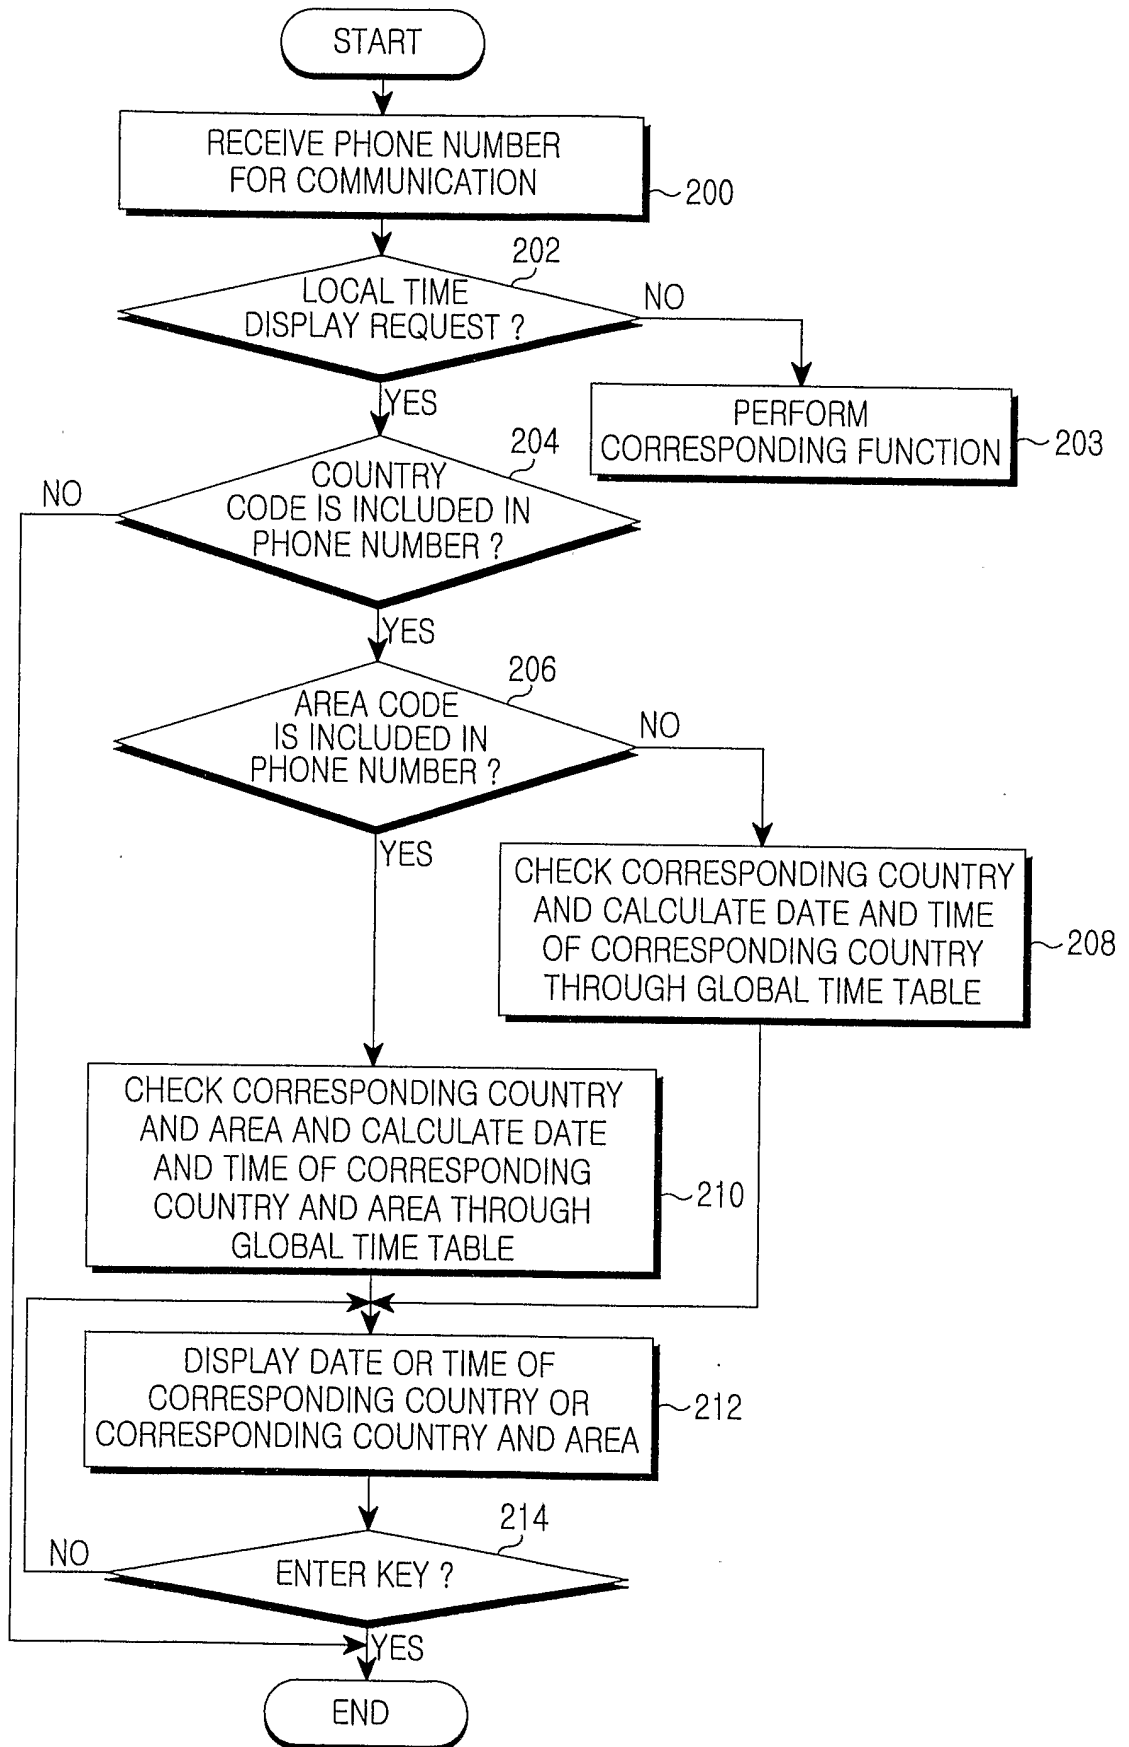 START
RECEIVE PHONE NUMBER
FOR COMMUNICATION
200
202
LOCAL TIME
DISPLAY REQUEST ?
NO
YES
PERFORM
CORRESPONDING FUNCTION
203
204
COUNTRY
CODE IS INCLUDED IN
PHONE NUMBER ?
NO
YES
206
AREA CODE
IS INCLUDED IN
PHONE NUMBER ?
NO
YES
CHECK CORRESPONDING COUNTRY
AND CALCULATE DATE AND TIME
OF CORRESPONDING COUNTRY
THROUGH GLOBAL TIME TABLE
208
CHECK CORRESPONDING COUNTRY
AND AREA AND CALCULATE DATE
AND TIME OF CORRESPONDING
COUNTRY AND AREA THROUGH
GLOBAL TIME TABLE
210
DISPLAY DATE OR TIME OF
CORRESPONDING COUNTRY OR
CORRESPONDING COUNTRY AND AREA
212
214
NO
ENTER KEY ?
YES
END